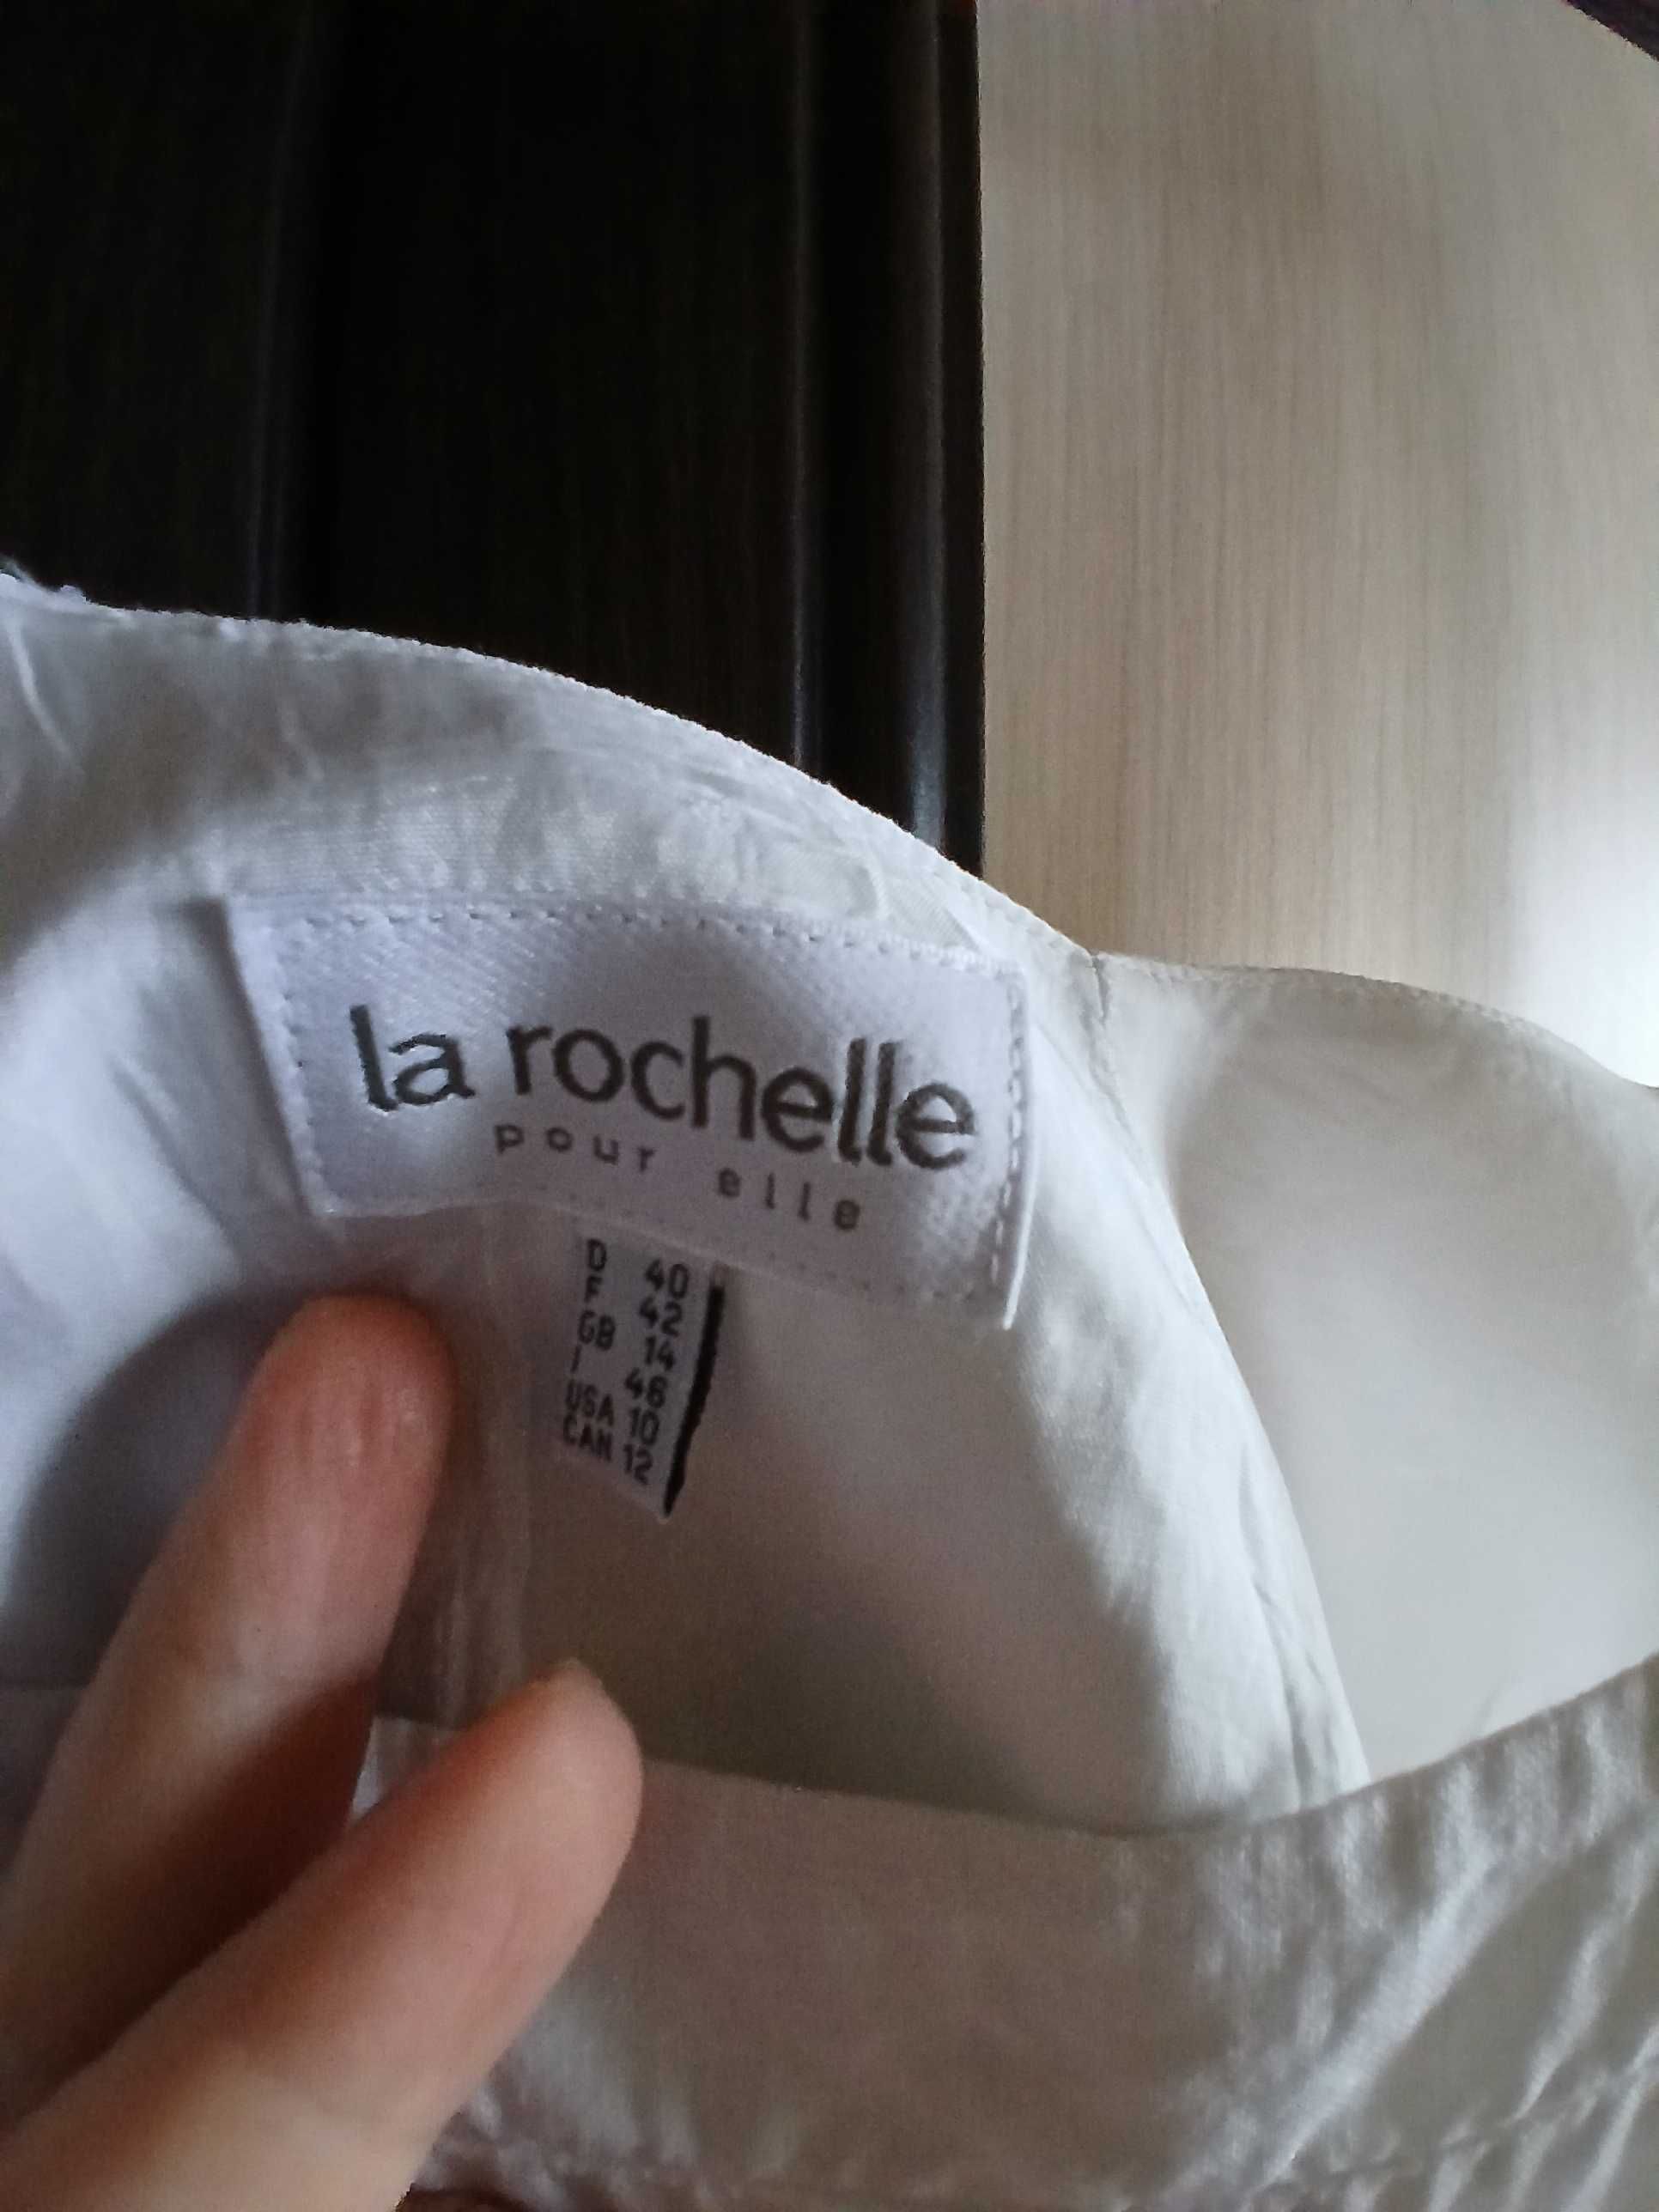 la rochelle
pour elle
D 40
F 42
GB 14
I 46
USA 10
CAN 12